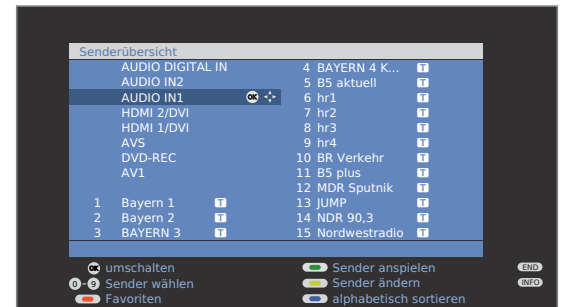 Senderübersicht
AUDIO DIGITAL IN
AUDIO IN2
AUDIO IN1 OK
HDMI 2/DVI
HDMI 1/DVI
AVS
DVD-REC
AV1
1 Bayern 1 T
2 Bayern 2 T
3 BAYERN 3 T
4 BAYERN 4 K... T
5 B5 aktuell T
6 hr1 T
7 hr2 T
8 hr3 T
9 hr4 T
10 BR Verkehr T
11 B5 plus T
12 MDR Sputnik T
13 JUMP T
14 NDR 90,3 T
15 Nordwestradio T
OK umschalten
0-9 Sender wählen
Favoriten
Sender anspielen
Sender ändern
alphabetisch sortieren
END
INFO